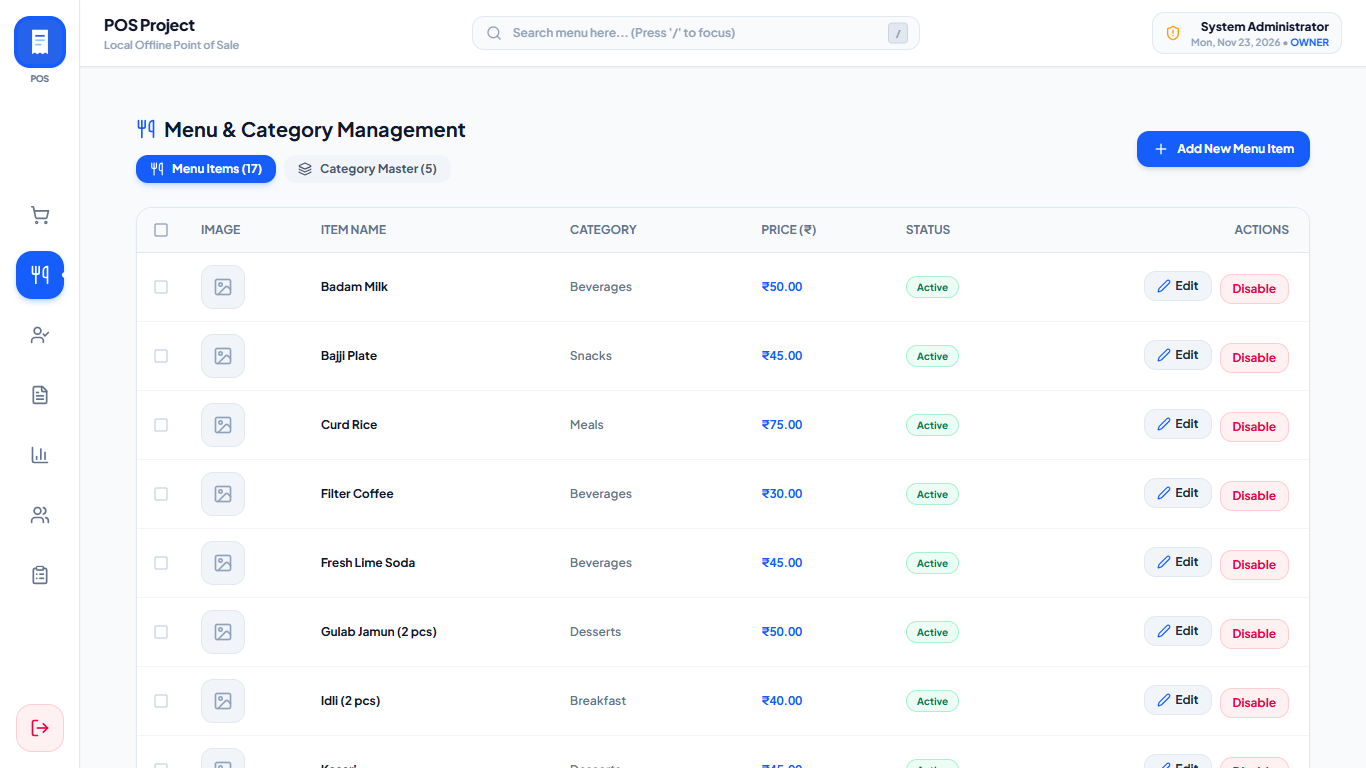 POS Project
Local Offline Point of Sale
Search menu here... (Press '/' to focus)
/
System Administrator
Mon, Nov 23, 2026 • OWNER
POS
Menu & Category Management
Menu Items (17)
Category Master (5)
Add New Menu Item
IMAGE ITEM NAME CATEGORY PRICE (₹) STATUS ACTIONS
Badam Milk Beverages ₹50.00 Active Edit Disable
Bajji Plate Snacks ₹45.00 Active Edit Disable
Curd Rice Meals ₹75.00 Active Edit Disable
Filter Coffee Beverages ₹30.00 Active Edit Disable
Fresh Lime Soda Beverages ₹45.00 Active Edit Disable
Gulab Jamun (2 pcs) Desserts ₹50.00 Active Edit Disable
Idli (2 pcs) Breakfast ₹40.00 Active Edit Disable